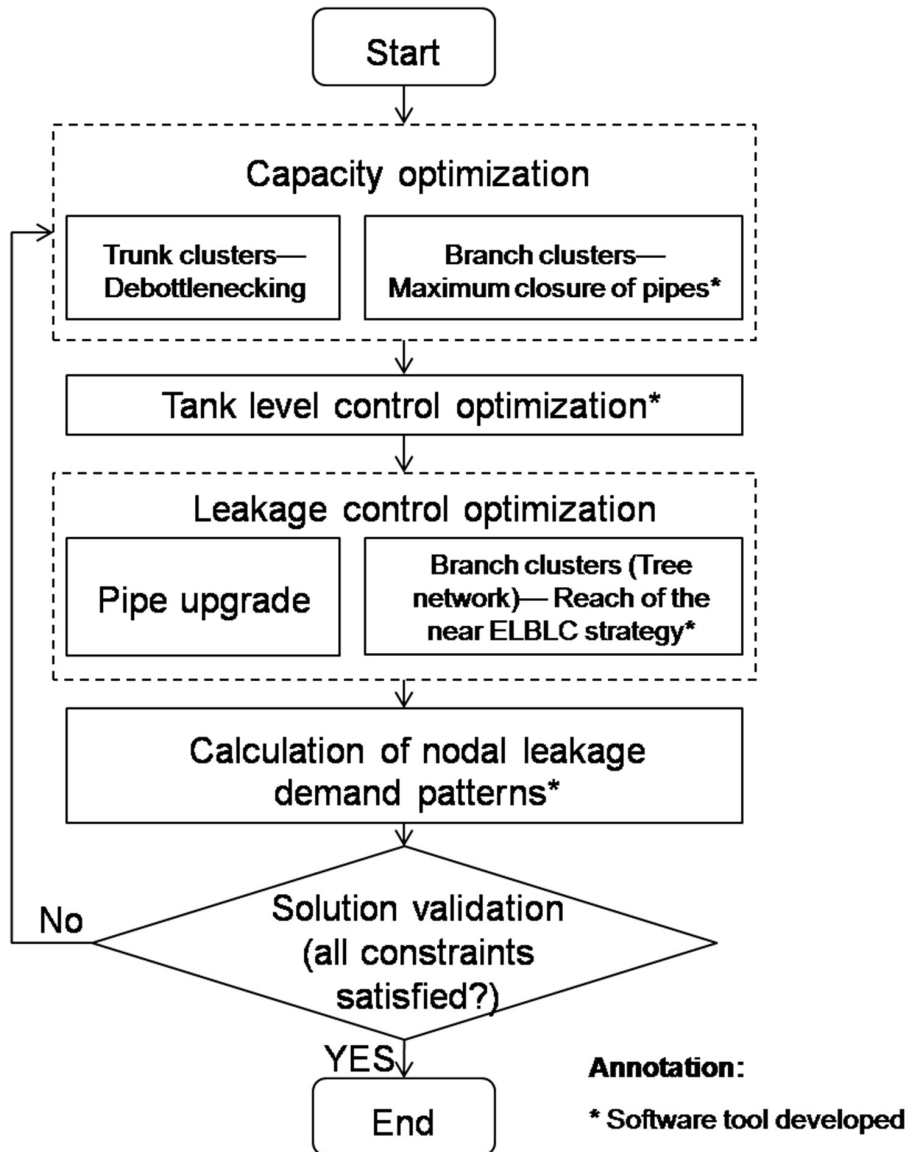 Start
Capacity optimization
Trunk clusters—
Debottlenecking
Branch clusters—
Maximum closure of pipes*
Tank level control optimization*
Leakage control optimization
Pipe upgrade
Branch clusters (Tree
network)— Reach of the
near ELBLC strategy*
Calculation of nodal leakage
demand patterns*
Solution validation
(all constraints
satisfied?)
No
YES
End
Annotation:
* Software tool developed